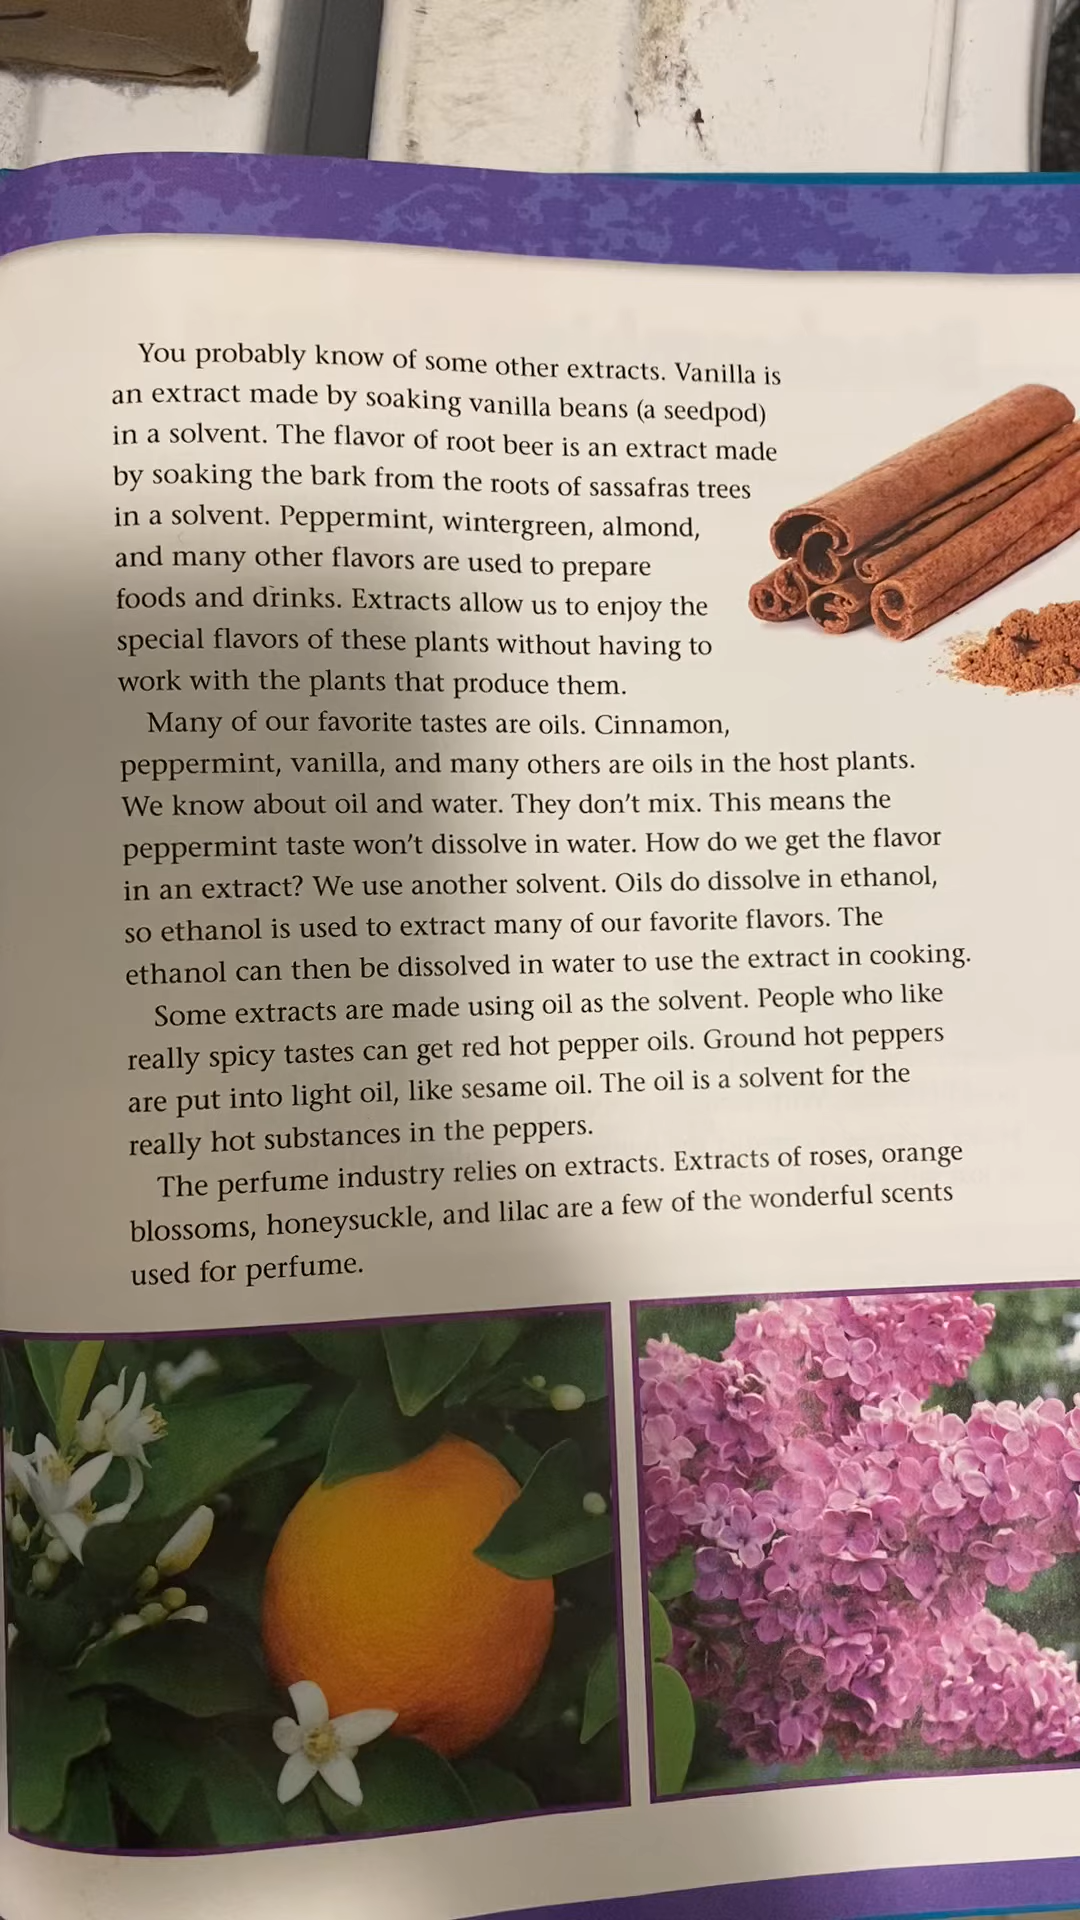 You probably know of some other extracts. Vanilla is
an extract made by soaking vanilla beans (a seedpod)
in a solvent. The flavor of root beer is an extract made
by soaking the bark from the roots of sassafras trees
in a solvent. Peppermint, wintergreen, almond,
and many other flavors are used to prepare
foods and drinks. Extracts allow us to enjoy the
special flavors of these plants without having to
work with the plants that produce them.
Many of our favorite tastes are oils. Cinnamon,
peppermint, vanilla, and many others are oils in the host plants.
We know about oil and water. They don't mix. This means the
peppermint taste won't dissolve in water. How do we get the flavor
in an extract? We use another solvent. Oils do dissolve in ethanol,
so ethanol is used to extract many of our favorite flavors. The
ethanol can then be dissolved in water to use the extract in cooking.
Some extracts are made using oil as the solvent. People who like
really spicy tastes can get red hot pepper oils. Ground hot peppers
are put into light oil, like sesame oil. The oil is a solvent for the
really hot substances in the peppers.
The perfume industry relies on extracts. Extracts of roses, orange
blossoms, honeysuckle, and lilac are a few of the wonderful scents
used for perfume.